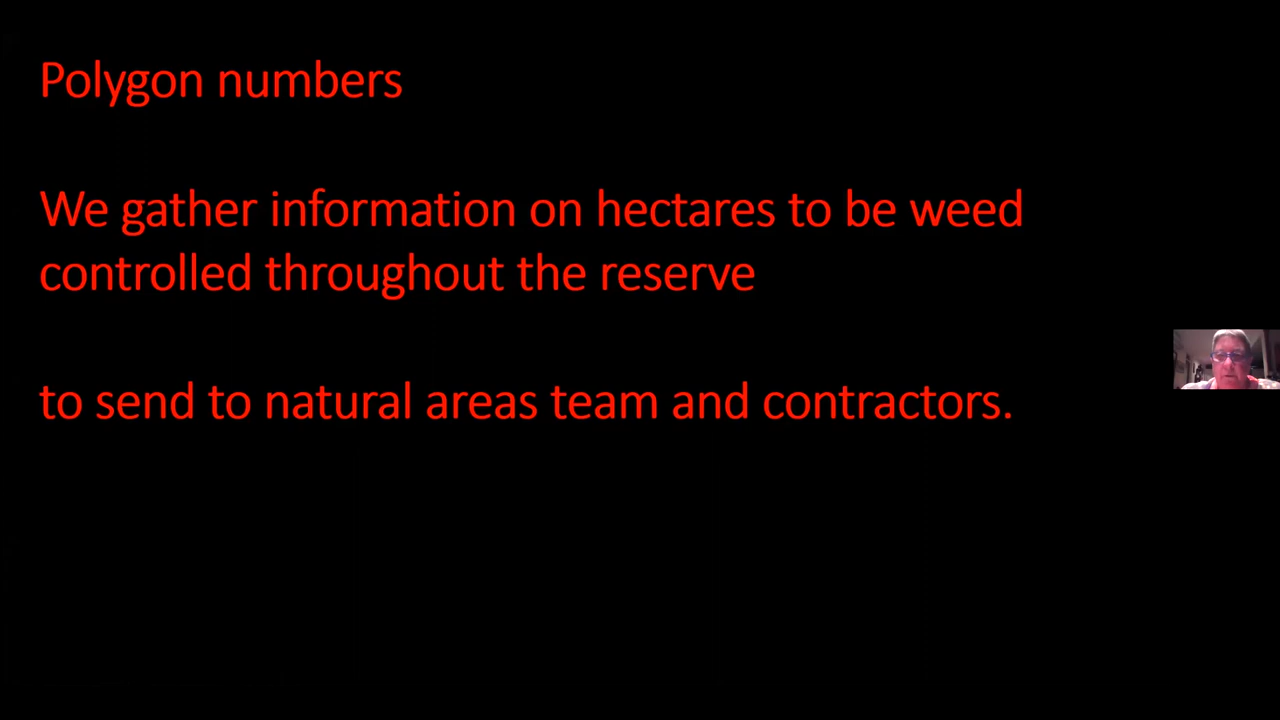 Polygon numbers
We gather information on hectares to be weed
controlled throughout the reserve
to send to natural areas team and contractors.